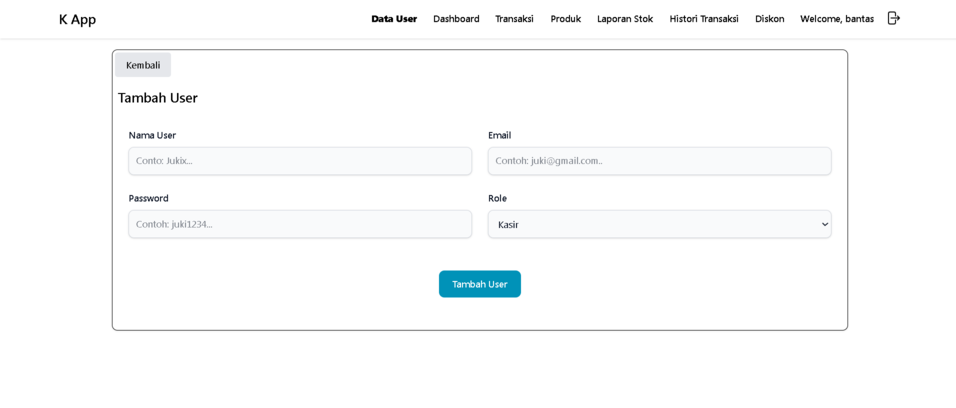 K App
Data User Dashboard Transaksi Produk Laporan Stok Histori Transaksi Diskon Welcome, bantas
Kembali
Tambah User
Nama User Email
Conto: Jukix... Contoh: juki@gmail.com..
Password Role
Contoh: juki1234... Kasir
Tambah User